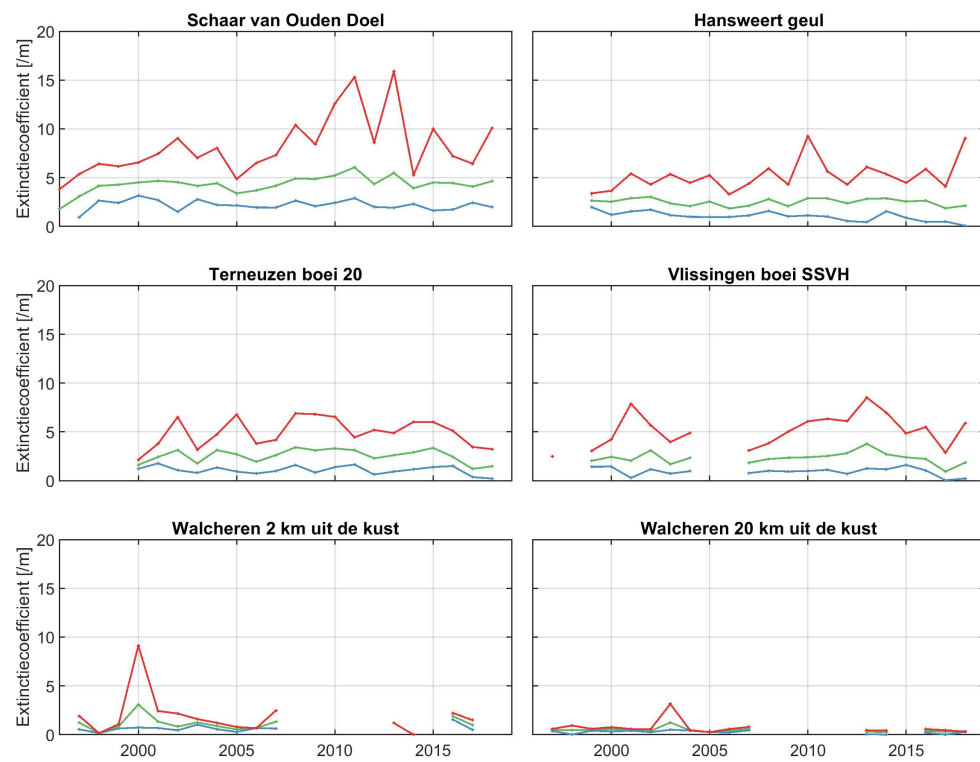 Schaar van Ouden Doel
Hansweert geul
Extinctiecoefficient [/m]
20
15
10
5
0
Terneuzen boei 20
Vlissingen boei SSVH
Extinctiecoefficient [/m]
20
15
10
5
0
Walcheren 2 km uit de kust
Walcheren 20 km uit de kust
Extinctiecoefficient [/m]
20
15
10
5
0
2000 2005 2010 2015 2000 2005 2010 2015